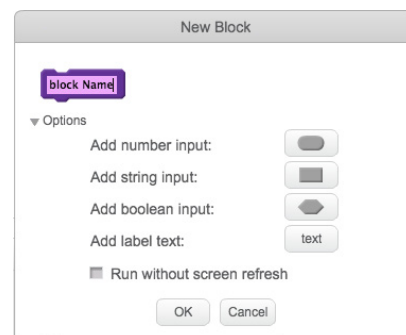 New Block
block Name
Options
Add number input:
Add string input:
Add boolean input:
Add label text: text
Run without screen refresh
OK Cancel